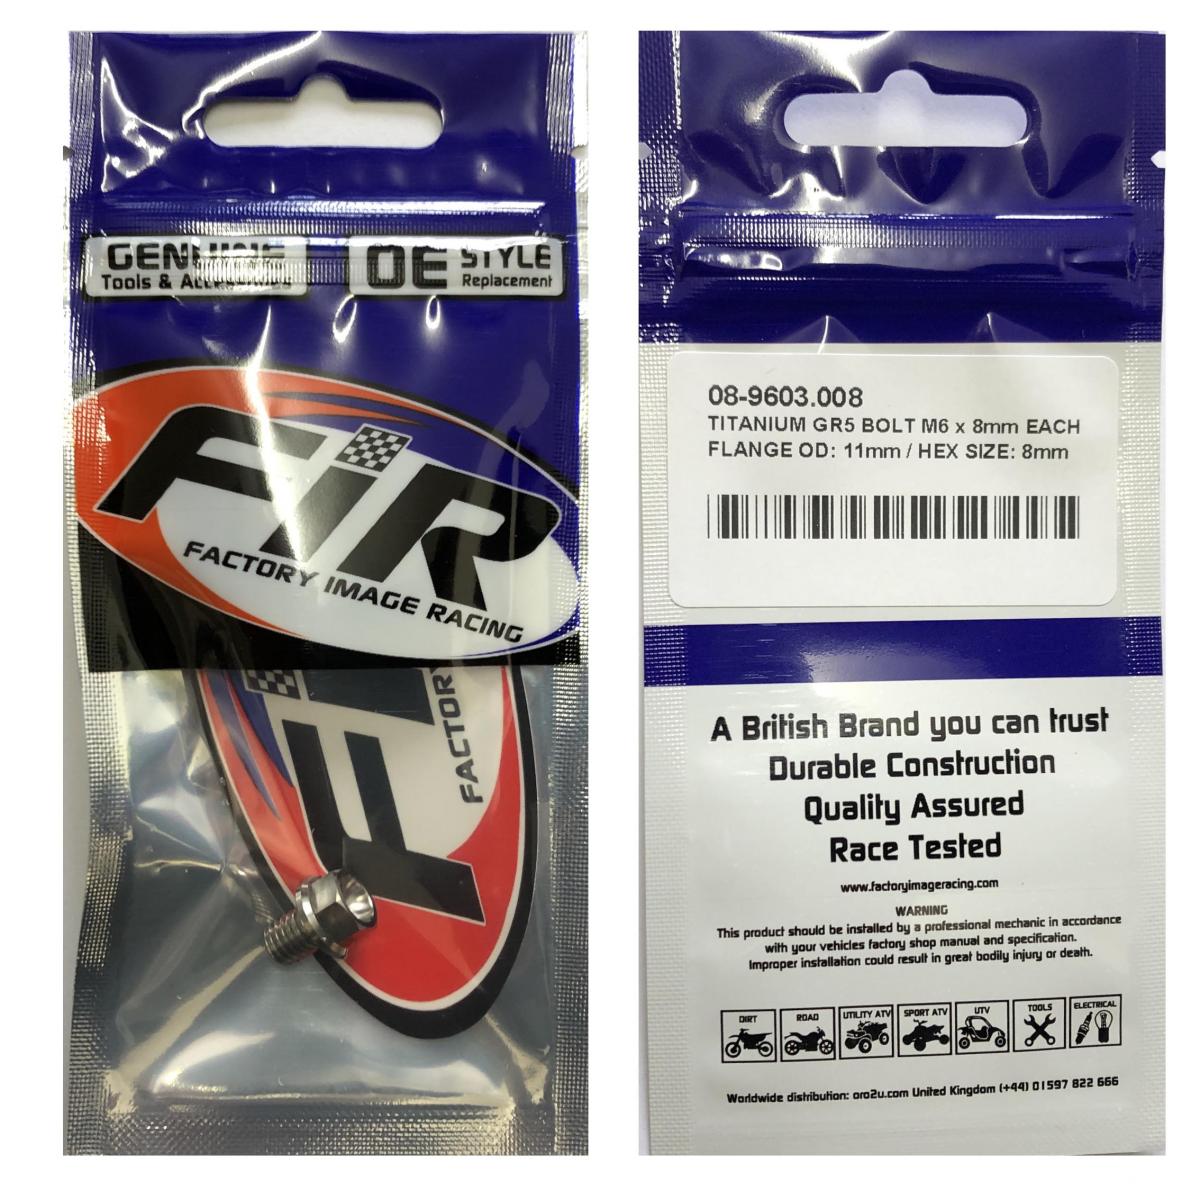 GENUINE
Tools & Accessories
OE STYLE
Replacement
FiR
FACTORY IMAGE RACING
FACTORY
08-9603.008
TITANIUM GR5 BOLT M6 x 8mm EACH
FLANGE OD: 11mm / HEX SIZE: 8mm
A British Brand you can trust
Durable Construction
Quality Assured
Race Tested
www.factoryimageracing.com
WARNING
This product should be installed by a professional mechanic in accordance
with your vehicles factory shop manual and specification.
Improper installation could result in great bodily injury or death.
DIRT
ROAD
UTILITY ATV
SPORT ATV
UTV
TOOLS
ELECTRICAL
Worldwide distribution: oro2u.com United Kingdom (+44) 01597 822 666